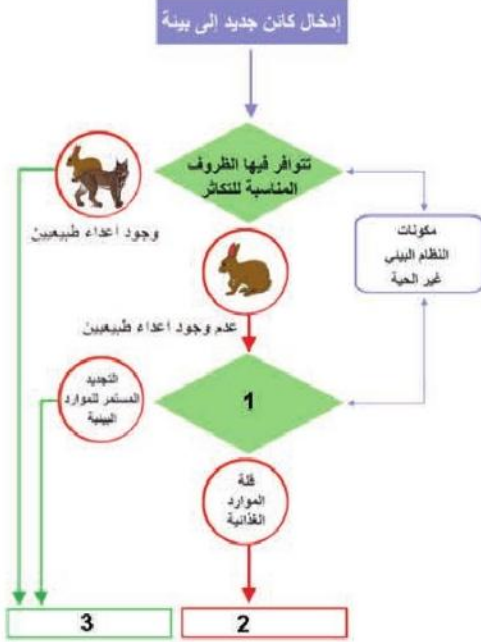 إدخال كائن جديد إلى بيئة
تتوافر فيها الظروف
المناسبة للتكاثر
وجود أعداء طبيعيين
مكونات
النظام البيئي
غير الحية
عدم وجود أعداء طبيعيين
1
التجديد
المستمر للموارد
البيئية
قلة
الموارد
الغذائية
2
3